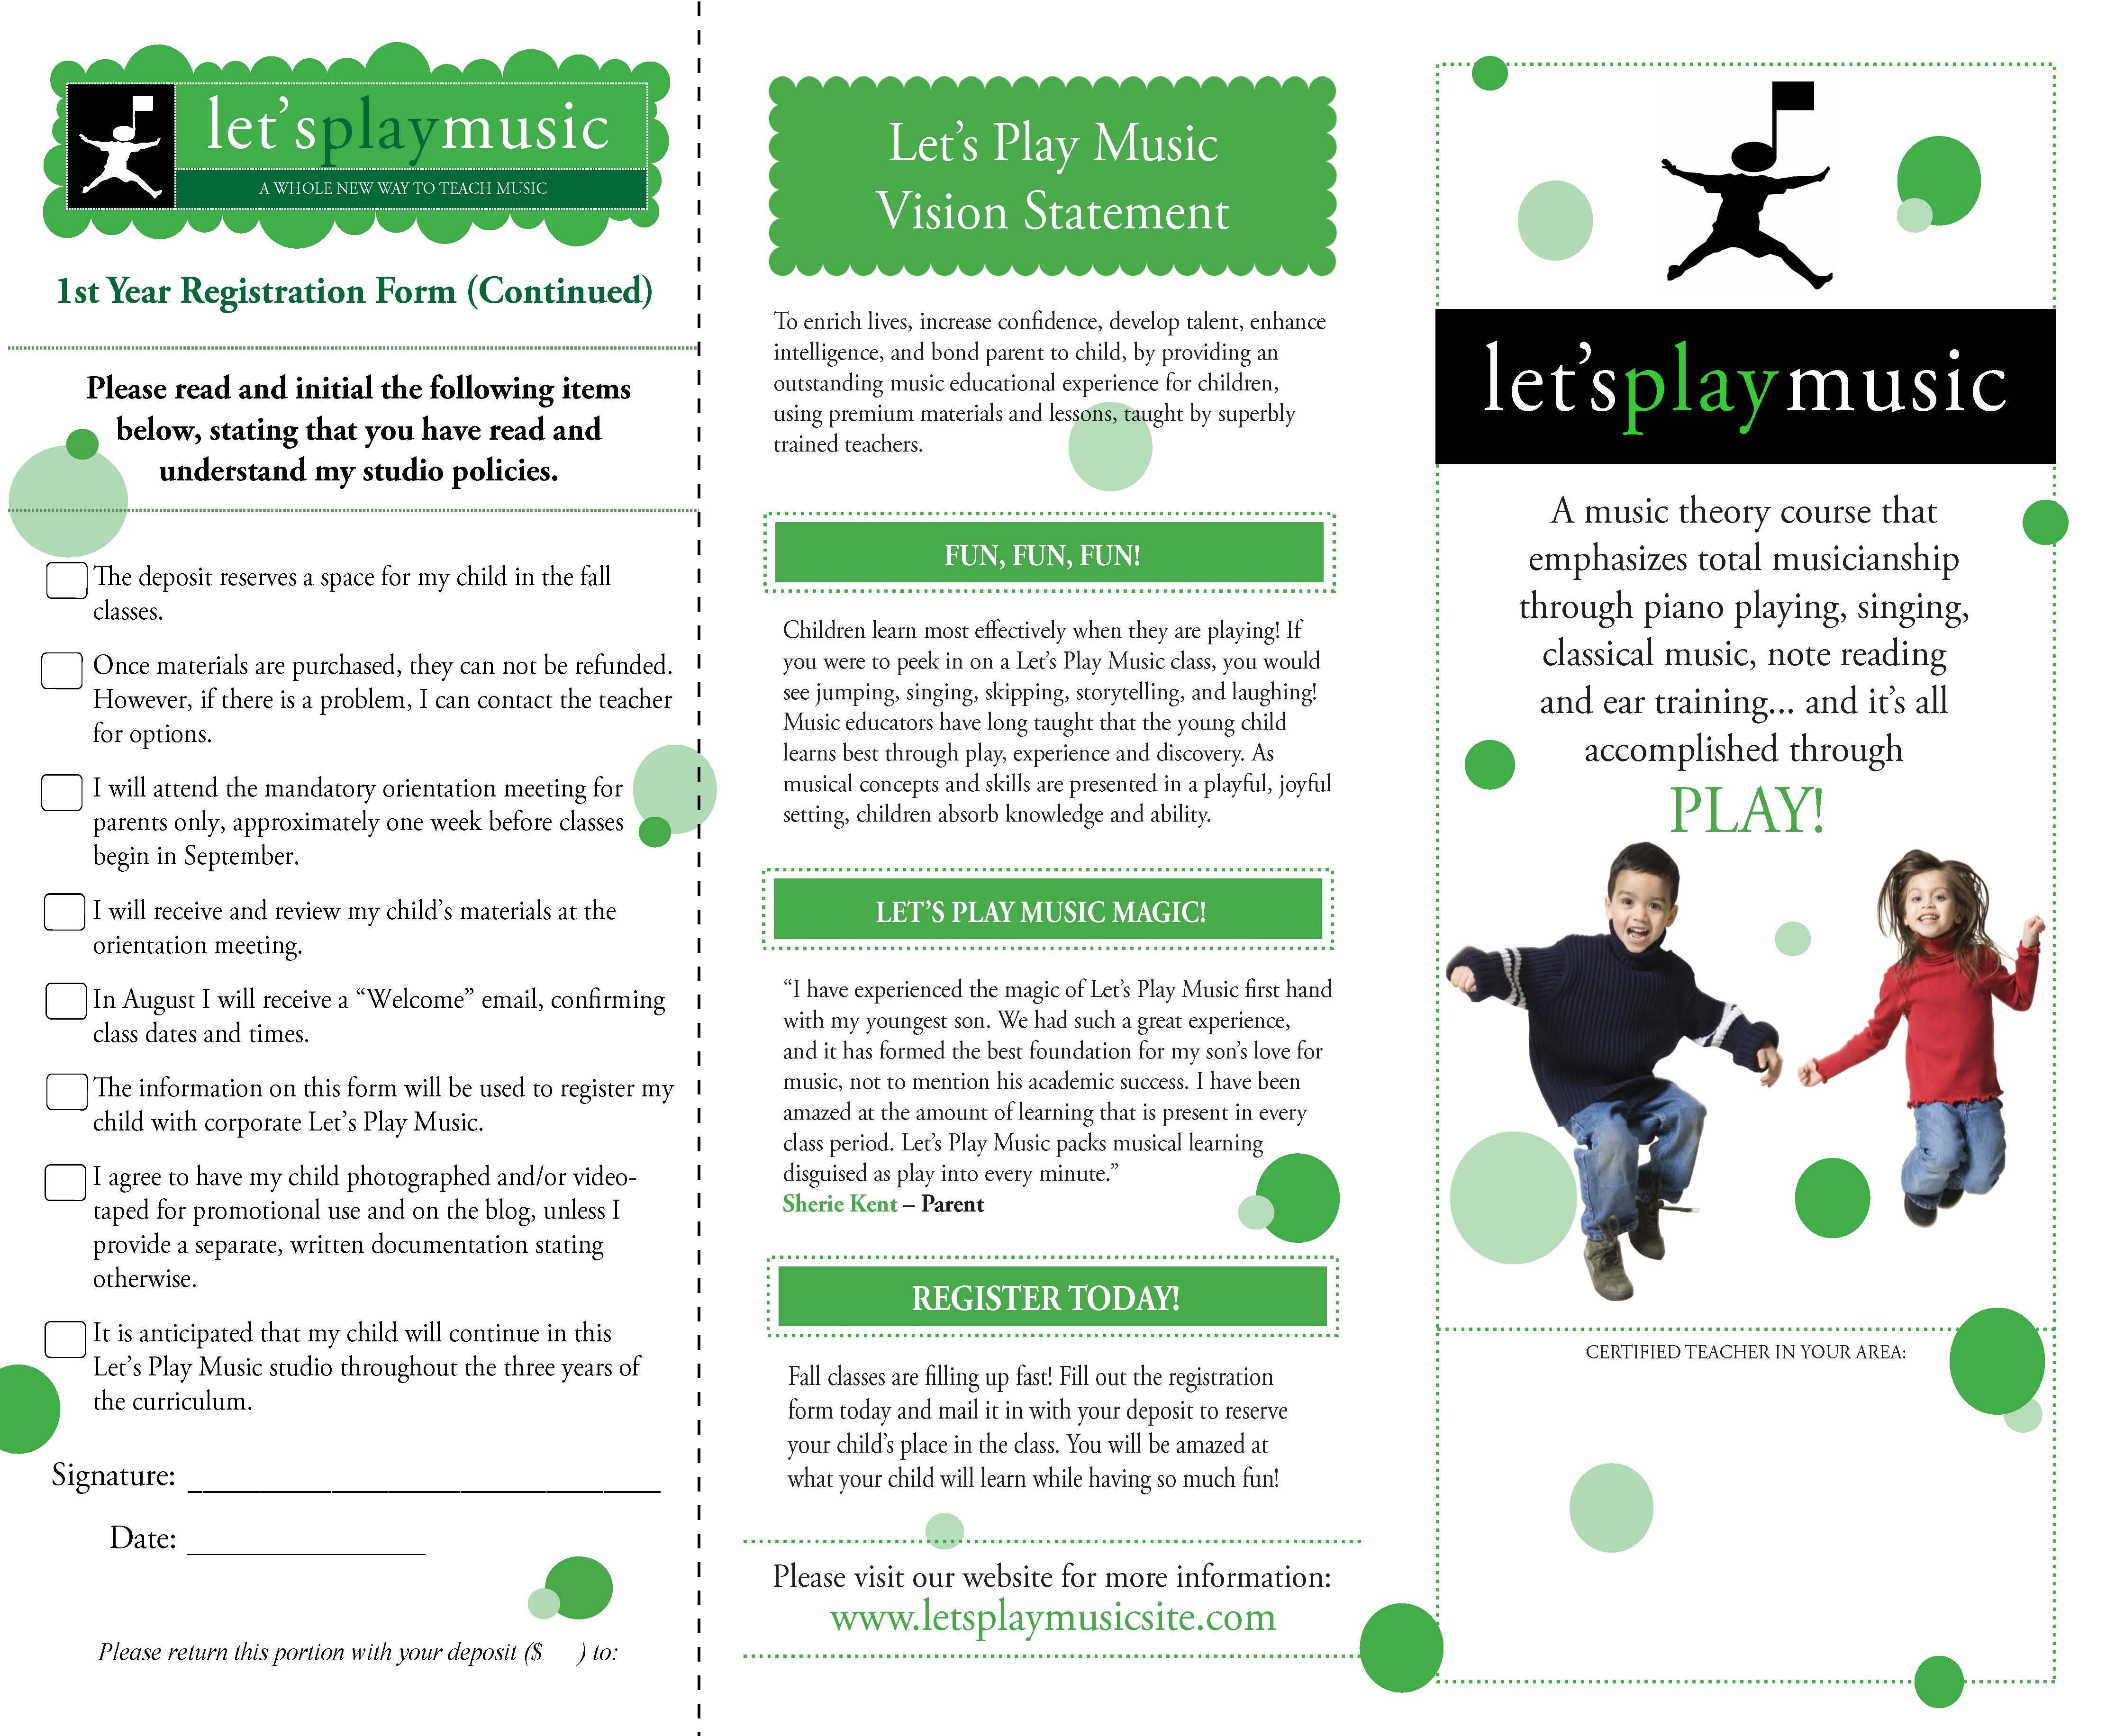 let'splaymusic
A WHOLE NEW WAY TO TEACH MUSIC
1st Year Registration Form (Continued)
Please read and initial the following items
below, stating that you have read and
understand my studio policies.
The deposit reserves a space for my child in the fall
classes.
Once materials are purchased, they can not be refunded.
However, if there is a problem, I can contact the teacher
for options.
I will attend the mandatory orientation meeting for
parents only, approximately one week before classes
begin in September.
I will receive and review my child's materials at the
orientation meeting.
In August I will receive a “Welcome” email, confirming
class dates and times.
The information on this form will be used to register my
child with corporate Let's Play Music.
I agree to have my child photographed and/or video-
taped for promotional use and on the blog, unless I
provide a separate, written documentation stating
otherwise.
It is anticipated that my child will continue in this
Let's Play Music studio throughout the three years of
the curriculum.
Signature: ______________________________
Date: _______________
Please return this portion with your deposit ($      ) to:
Let's Play Music
Vision Statement
To enrich lives, increase confidence, develop talent, enhance
intelligence, and bond parent to child, by providing an
outstanding music educational experience for children,
using premium materials and lessons, taught by superbly
trained teachers.
FUN, FUN, FUN!
Children learn most effectively when they are playing! If
you were to peek in on a Let's Play Music class, you would
see jumping, singing, skipping, storytelling, and laughing!
Music educators have long taught that the young child
learns best through play, experience and discovery. As
musical concepts and skills are presented in a playful, joyful
setting, children absorb knowledge and ability.
LET'S PLAY MUSIC MAGIC!
“I have experienced the magic of Let's Play Music first hand
with my youngest son. We had such a great experience,
and it has formed the best foundation for my son's love for
music, not to mention his academic success. I have been
amazed at the amount of learning that is present in every
class period. Let's Play Music packs musical learning
disguised as play into every minute.”
Sherie Kent – Parent
REGISTER TODAY!
Fall classes are filling up fast! Fill out the registration
form today and mail it in with your deposit to reserve
your child's place in the class. You will be amazed at
what your child will learn while having so much fun!
Please visit our website for more information:
www.letsplaymusicsite.com
let'splaymusic
A music theory course that
emphasizes total musicianship
through piano playing, singing,
classical music, note reading
and ear training... and it's all
accomplished through
PLAY!
CERTIFIED TEACHER IN YOUR AREA: